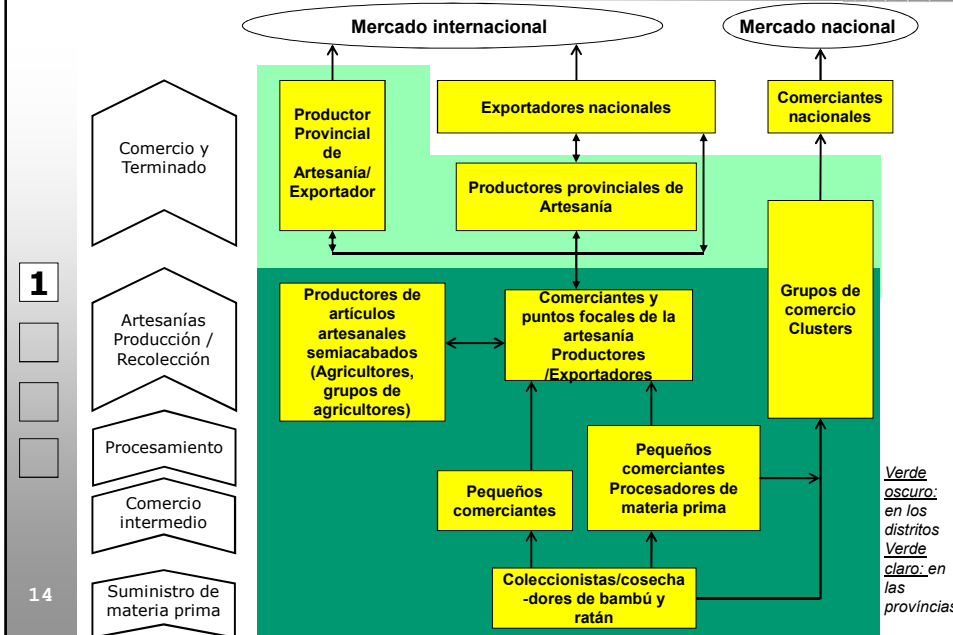 Mercado internacional
Mercado nacional
Comercio y
Terminado
Productor
Provincial
de
Artesanía/
Exportador
Exportadores nacionales
Comerciantes
nacionales
Productores provinciales de
Artesanía
1
Artesanías
Producción /
Recolección
Productores de
artículos
artesanales
semiacabados
(Agricultores,
grupos de
agricultores)
Comerciantes y
puntos focales de la
artesanía
Productores
/Exportadores
Grupos de
comercio
Clusters
Procesamiento
Pequeños
comerciantes
Procesadores de
materia prima
Comercio
intermedio
Pequeños
comerciantes
Verde
oscuro:
en los
distritos
Verde
claro: en
las
províncias
14
Suministro de
materia prima
Coleccionistas/cosecha
-dores de bambú y
ratán